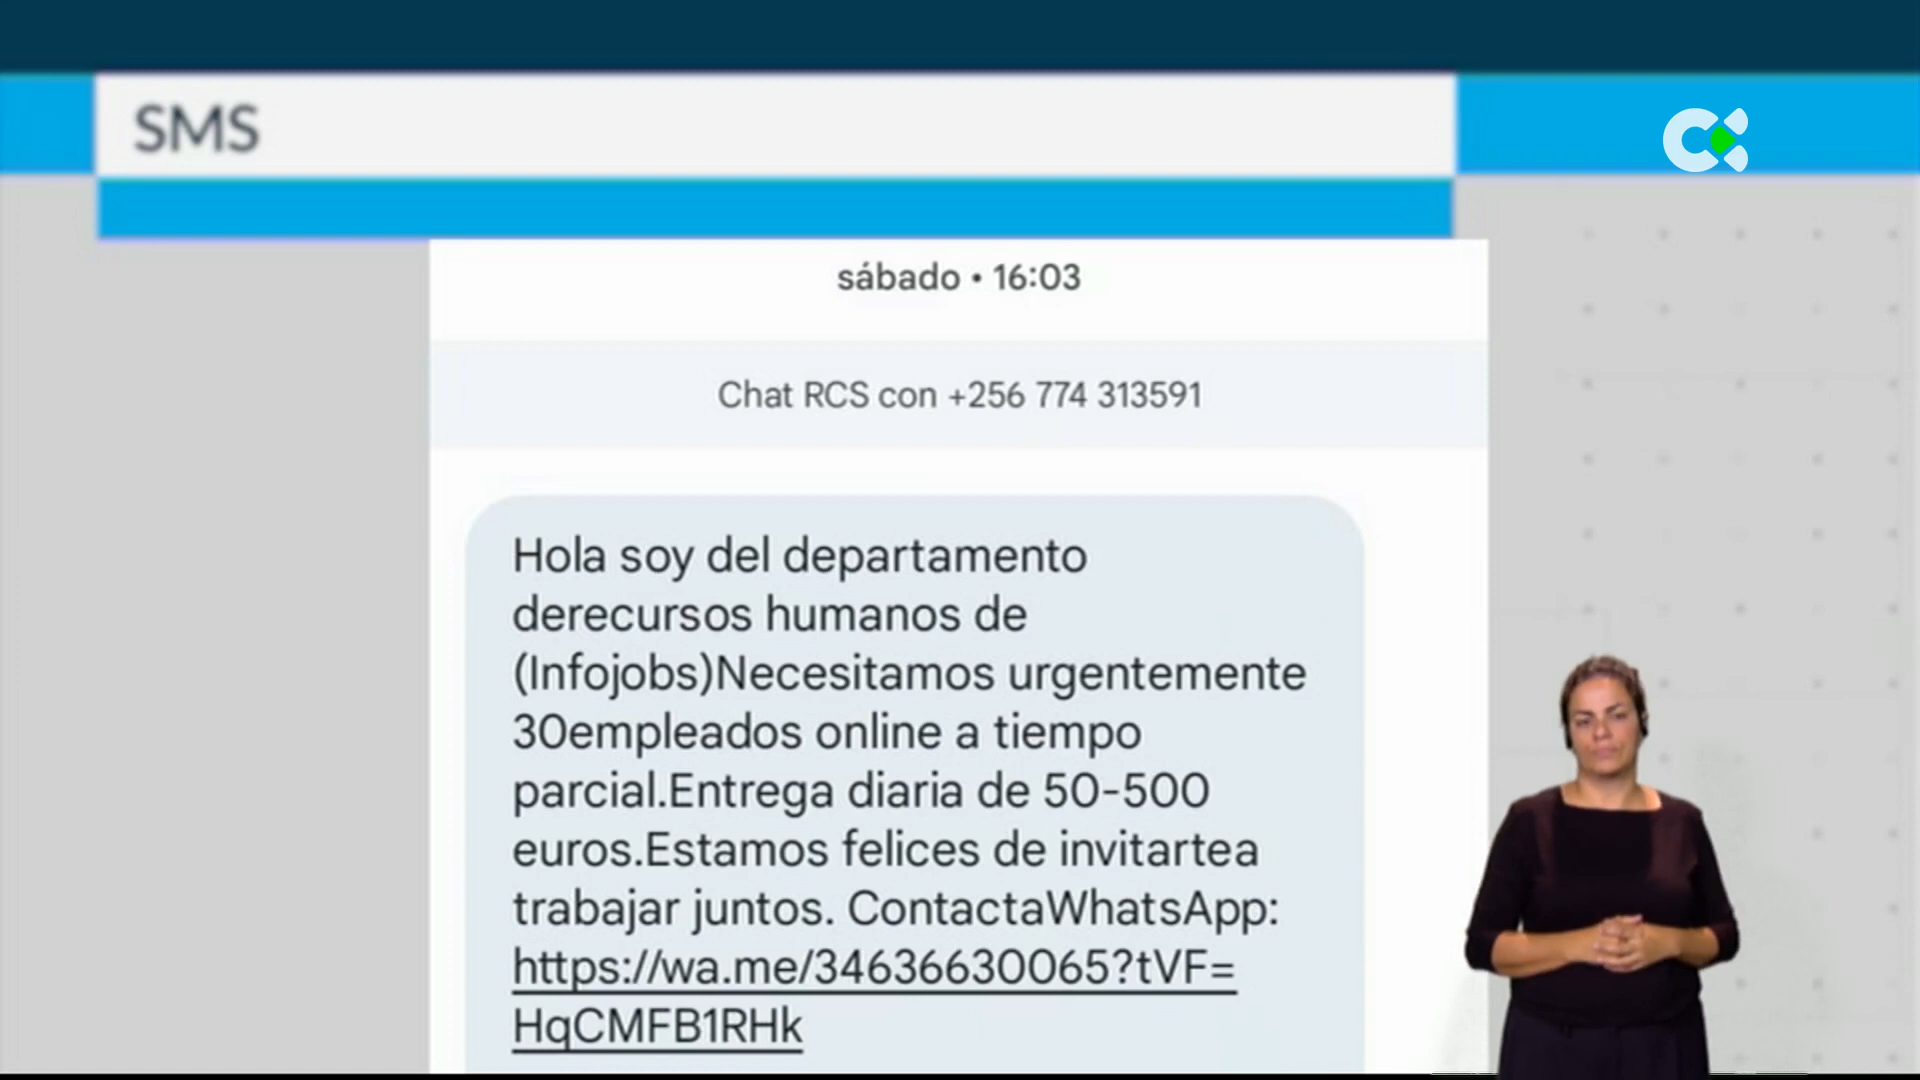 SMS
sábado • 16:03
Chat RCS con +256 774 313591
Hola soy del departamento
derecursos humanos de
(Infojobs)Necesitamos urgentemente
30empleados online a tiempo
parcial.Entrega diaria de 50-500
euros.Estamos felices de invitartea
trabajar juntos. ContactaWhatsApp:
https://wa.me/34636630065?tVF=
HqCMFB1RHk